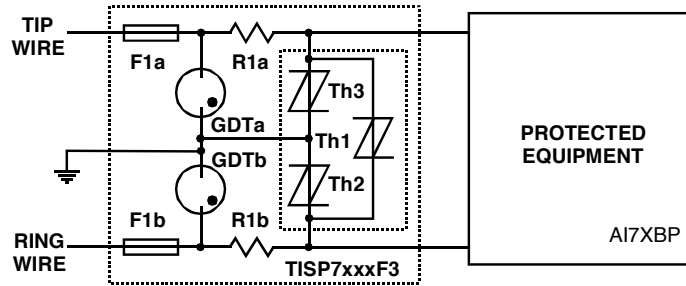 TIP
WIRE
F1a
R1a
Th3
GDTa
Th1
PROTECTED
EQUIPMENT
GDTb
Th2
F1b
R1b
RING
WIRE
AI7XBP
TISP7xxxF3